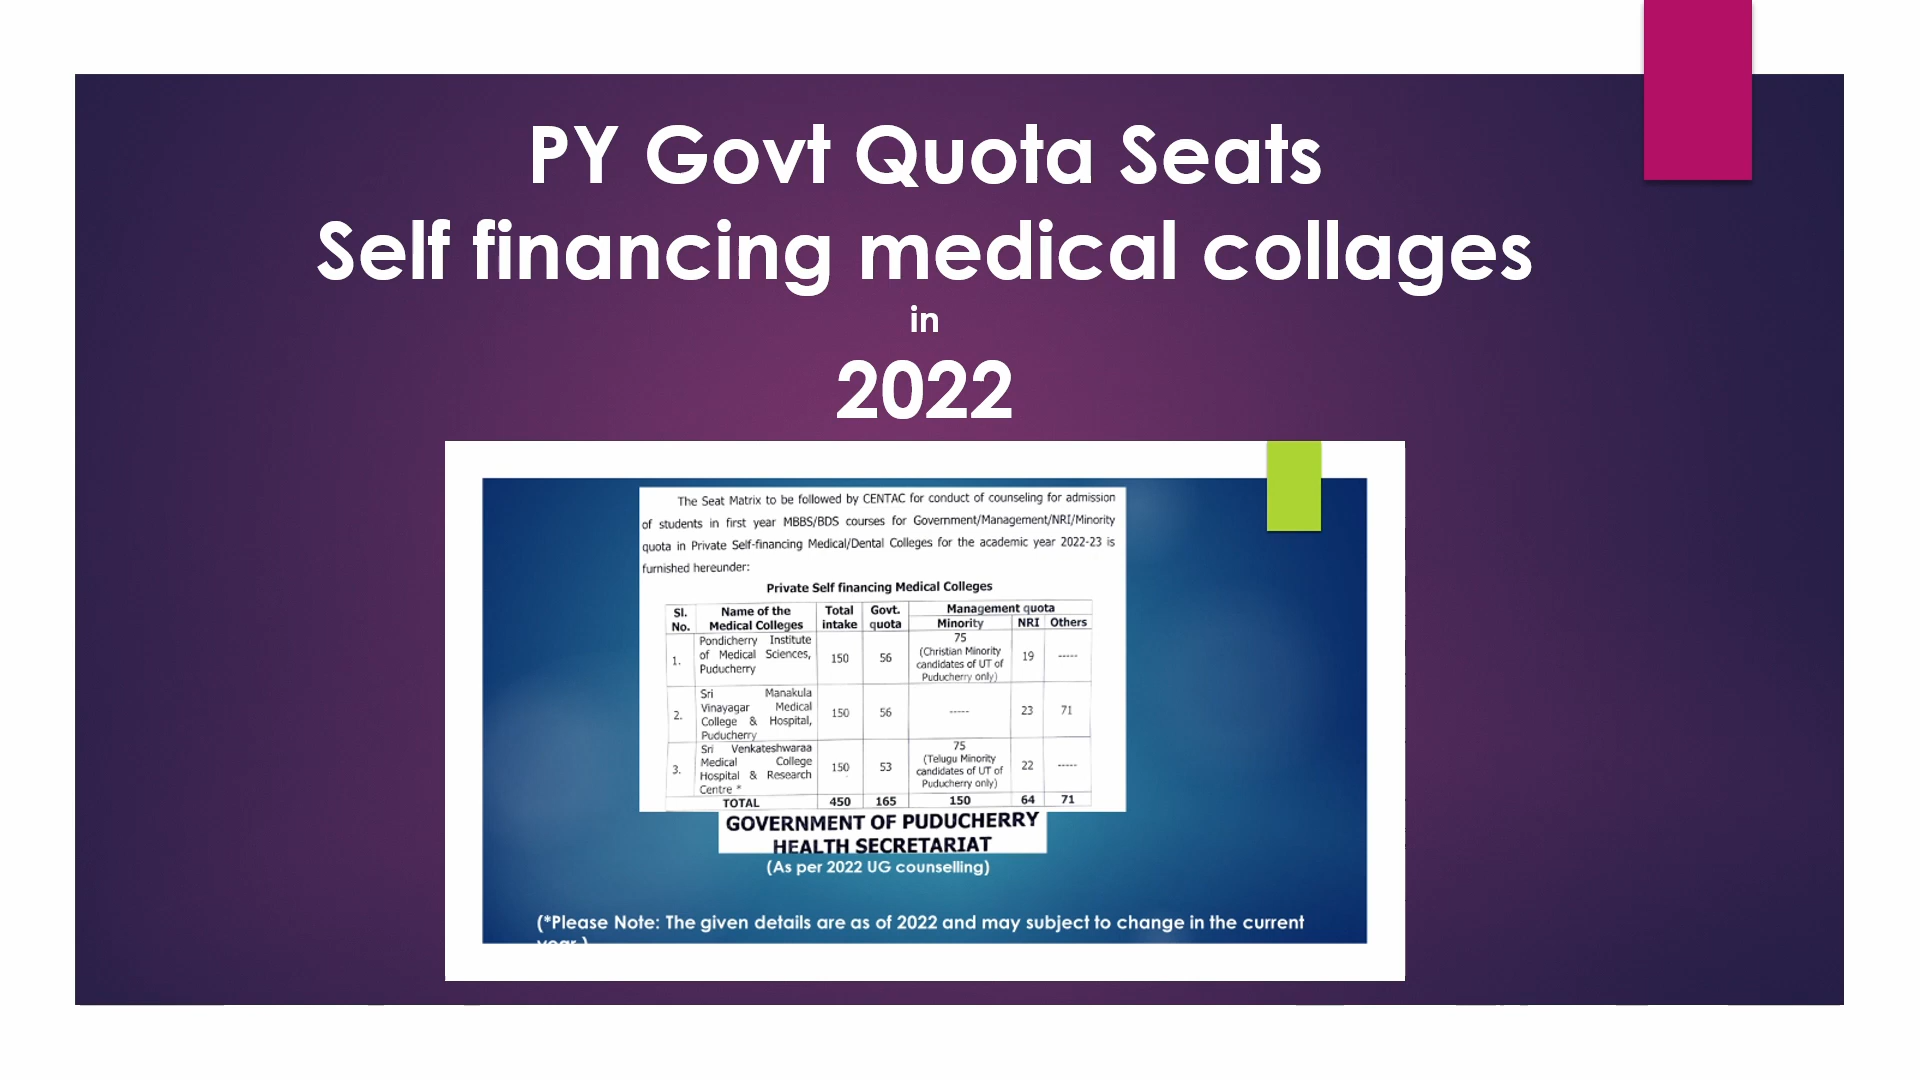 PY Govt Quota Seats
Self financing medical collages
in
2022
The Seat Matrix to be followed by CENTAC for conduct of counseling for admission
of students in first year MBBS/BDS courses for Government/Management/NRI/Minority
quota in Private Self-financing Medical/Dental Colleges for the academic year 2022-23 is
furnished hereunder:
Private Self financing Medical Colleges
Sl. No. Name of the Medical Colleges Total intake Govt. quota Management quota
Minority NRI Others
1. Pondicherry Institute of Medical Sciences, Puducherry 150 56 75 (Christian Minority candidates of UT of Puducherry only) 19 -----
2. Sri Manakula Vinayagar Medical College & Hospital, Puducherry 150 56 ----- 23 71
3. Sri Venkateshwaraa Medical College Hospital & Research Centre * 150 53 75 (Telugu Minority candidates of UT of Puducherry only) 22 -----
TOTAL 450 165 150 64 71
GOVERNMENT OF PUDUCHERRY
HEALTH SECRETARIAT
(As per 2022 UG counselling)
(*Please Note: The given details are as of 2022 and may subject to change in the current
year.)